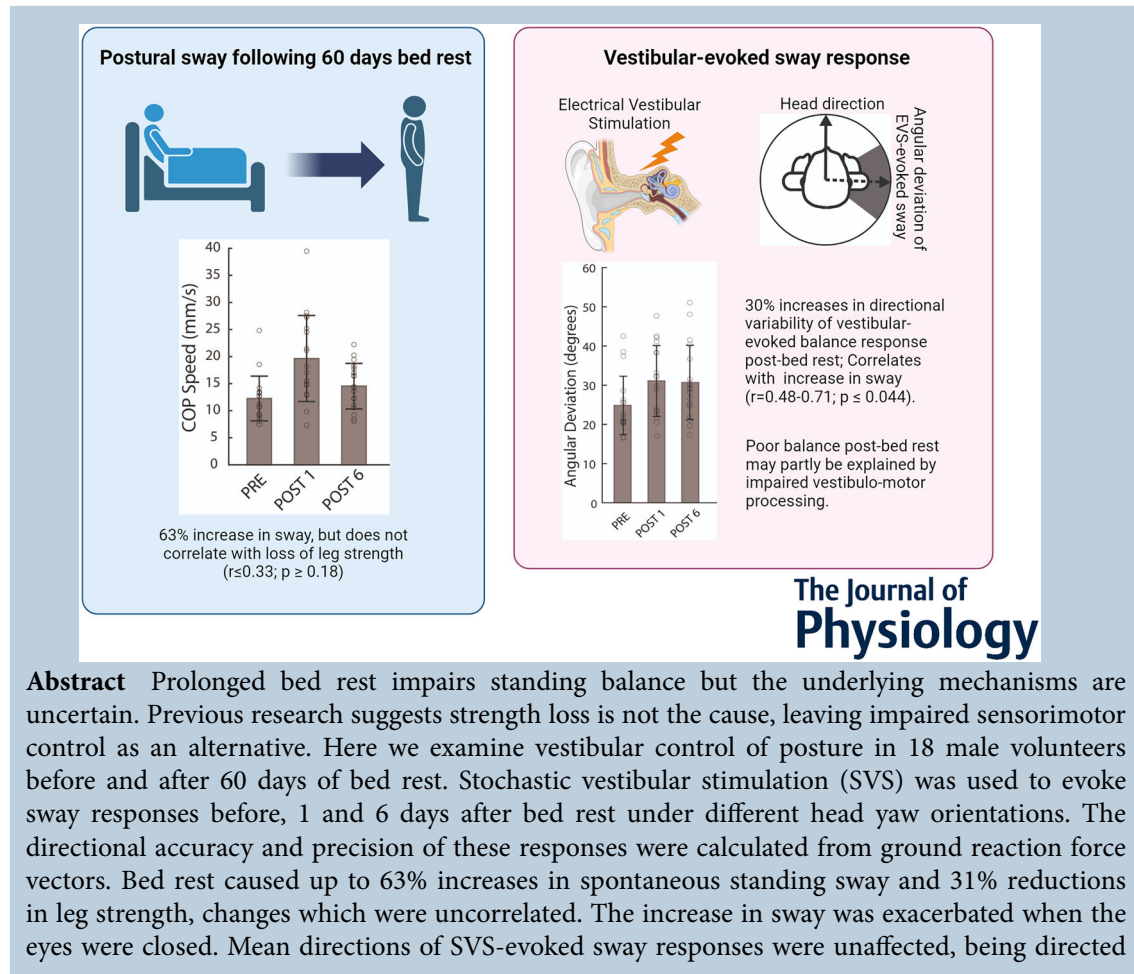 Postural sway following 60 days bed rest
COP Speed (mm/s)
40
35
30
25
20
15
10
5
0
PRE
POST 1
POST 6
63% increase in sway, but does not
correlate with loss of leg strength
(r≤0.33; p ≥ 0.18)
Vestibular-evoked sway response
Electrical Vestibular
Stimulation
Head direction
Angular deviation of
EVS-evoked sway
Angular Deviation (degrees)
60
50
40
30
20
10
0
PRE
POST 1
POST 6
30% increases in directional
variability of vestibular-
evoked balance response
post-bed rest; Correlates
with increase in sway
(r=0.48-0.71; p ≤ 0.044).
Poor balance post-bed rest
may partly be explained by
impaired vestibulo-motor
processing.
The Journal of
Physiology
Abstract Prolonged bed rest impairs standing balance but the underlying mechanisms are
uncertain. Previous research suggests strength loss is not the cause, leaving impaired sensorimotor
control as an alternative. Here we examine vestibular control of posture in 18 male volunteers
before and after 60 days of bed rest. Stochastic vestibular stimulation (SVS) was used to evoke
sway responses before, 1 and 6 days after bed rest under different head yaw orientations. The
directional accuracy and precision of these responses were calculated from ground reaction force
vectors. Bed rest caused up to 63% increases in spontaneous standing sway and 31% reductions
in leg strength, changes which were uncorrelated. The increase in sway was exacerbated when the
eyes were closed. Mean directions of SVS-evoked sway responses were unaffected, being directed